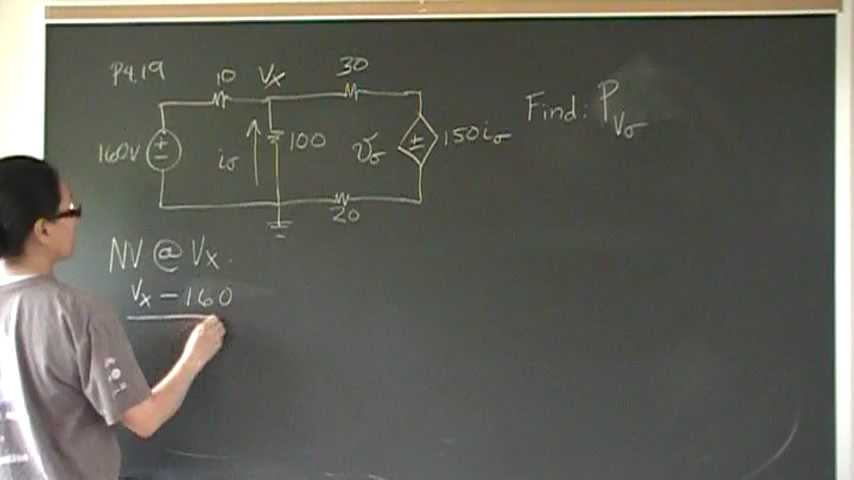 P4.19
10 Vx 30
160V + −
iσ
100
vσ
±
150iσ
20
Find: Pvσ
NV @ Vx.
Vx − 160